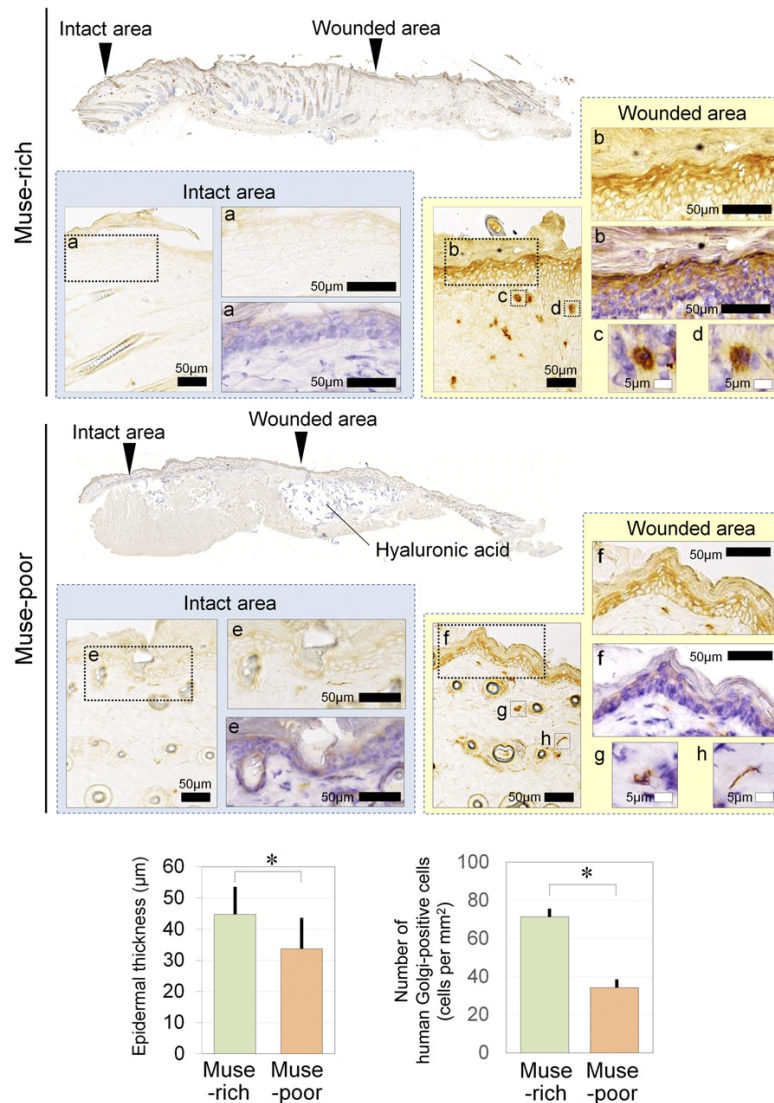 Muse-rich
Intact area
Wounded area
Wounded area
b
50μm
b
50μm
c
5μm
d
5μm
Intact area
a
50μm
a
50μm
a
50μm
b
c
d
50μm
Muse-poor
Intact area
Wounded area
Hyaluronic acid
Wounded area
f
50μm
f
50μm
g
5μm
h
5μm
Intact area
e
50μm
e
50μm
e
50μm
f
g
h
50μm
Epidermal thickness (μm)
60
50
40
30
20
10
0
*
Muse
-rich
Muse
-poor
Number of
human Golgi-positive cells
(cells per mm²)
100
80
60
40
20
0
*
Muse
-rich
Muse
-poor